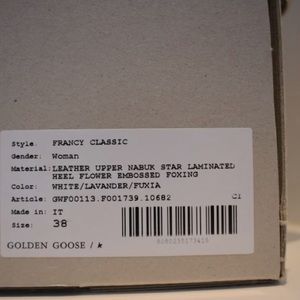 Style. FRANCY CLASSIC
Gender: Woman
Material: LEATHER UPPER NABUK STAR LAMINATED
HEEL FLOWER EMBOSSED FOXING
Color: WHITE/LAVANDER/FUXIA
Article: GWF00113.F001739.10682 CI
Made in: IT
Size: 38
GOLDEN GOOSE /